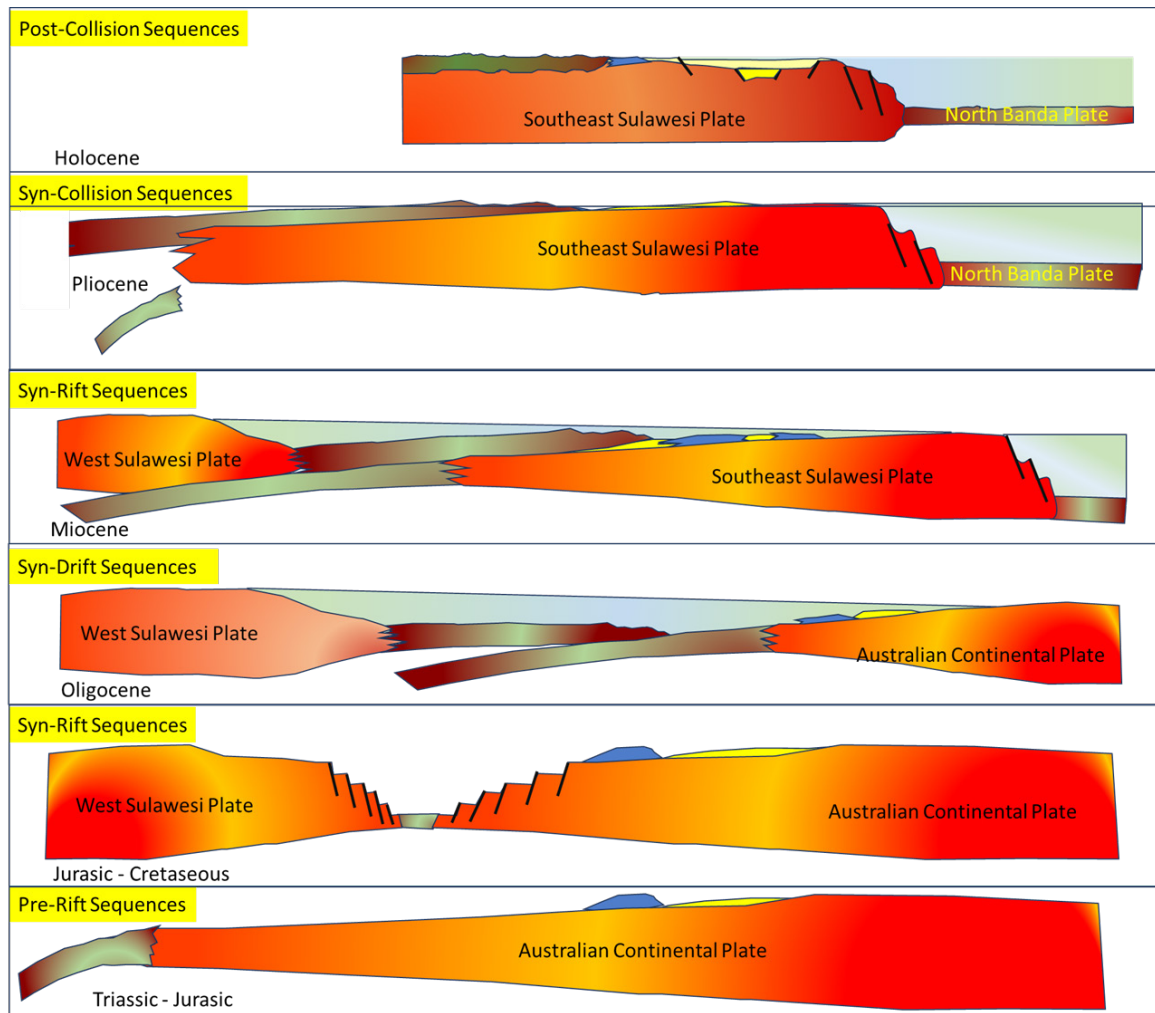 Post-Collision Sequences
Southeast Sulawesi Plate
North Banda Plate
Holocene
Syn-Collision Sequences
Southeast Sulawesi Plate
North Banda Plate
Pliocene
Syn-Rift Sequences
West Sulawesi Plate
Southeast Sulawesi Plate
Miocene
Syn-Drift Sequences
West Sulawesi Plate
Australian Continental Plate
Oligocene
Syn-Rift Sequences
West Sulawesi Plate
Australian Continental Plate
Jurasic - Cretaseous
Pre-Rift Sequences
Australian Continental Plate
Triassic - Jurasic